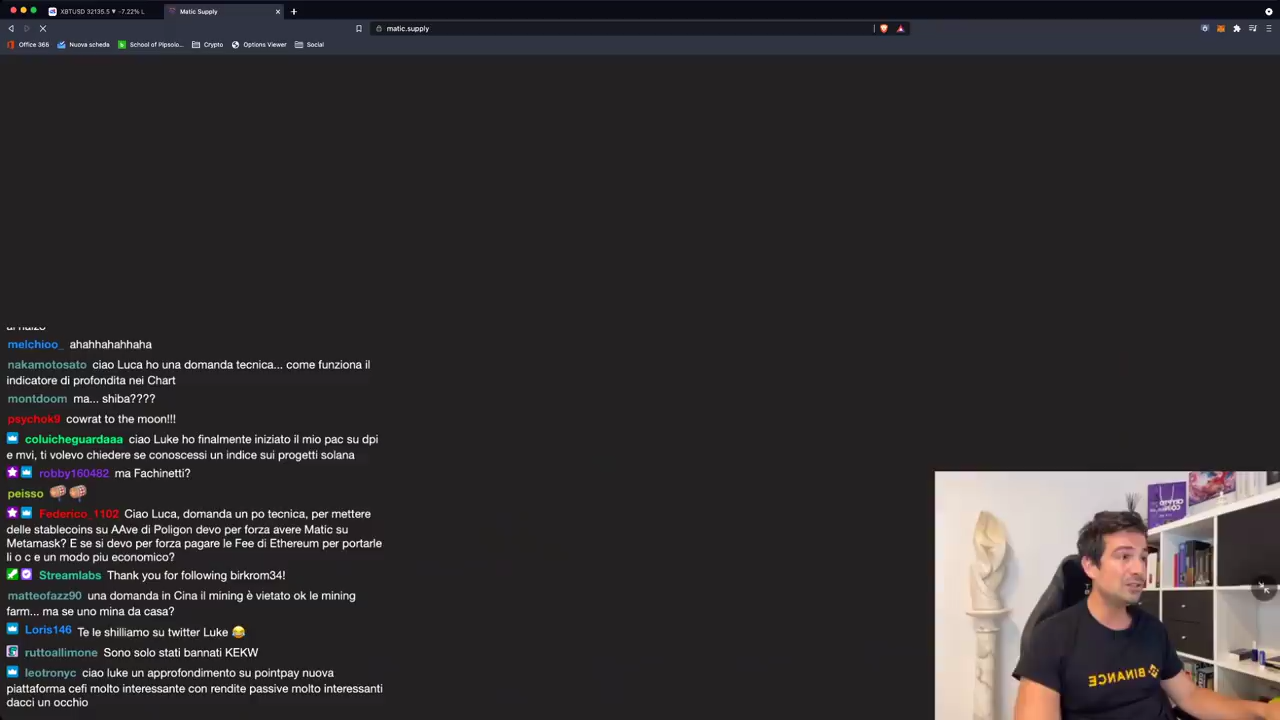 XBTUSD 32135.5 ▼ -7.22% L
Matic Supply
matic.supply
Office 365
Nuova scheda
School of Pipsolo...
Crypto
Options Viewer
Social
melchioo_ ahahhahahhaha
nakamotosato ciao Luca ho una domanda tecnica... come funziona il
indicatore di profondita nei Chart
montdoom ma... shiba????
psychok9 cowrat to the moon!!!
coluicheguardaaa ciao Luke ho finalmente iniziato il mio pac su dpi
e mvi, ti volevo chiedere se conoscessi un indice sui progetti solana
robby160482 ma Fachinetti?
peisso
Federico_1102 Ciao Luca, domanda un po tecnica, per mettere
delle stablecoins su AAve di Poligon devo per forza avere Matic su
Metamask? E se si devo per forza pagare le Fee di Ethereum per portarle
li o c e un modo piu economico?
Streamlabs Thank you for following birkrom34!
matteofazz90 una domanda in Cina il mining è vietato ok le mining
farm... ma se uno mina da casa?
Loris146 Te le shilliamo su twitter Luke 😂
ruttoallimone Sono solo stati bannati KEKW
leotronyc ciao luke un approfondimento su pointpay nuova
piattaforma cefi molto interessante con rendite passive molto interessanti
dacci un occhio
BINANCE